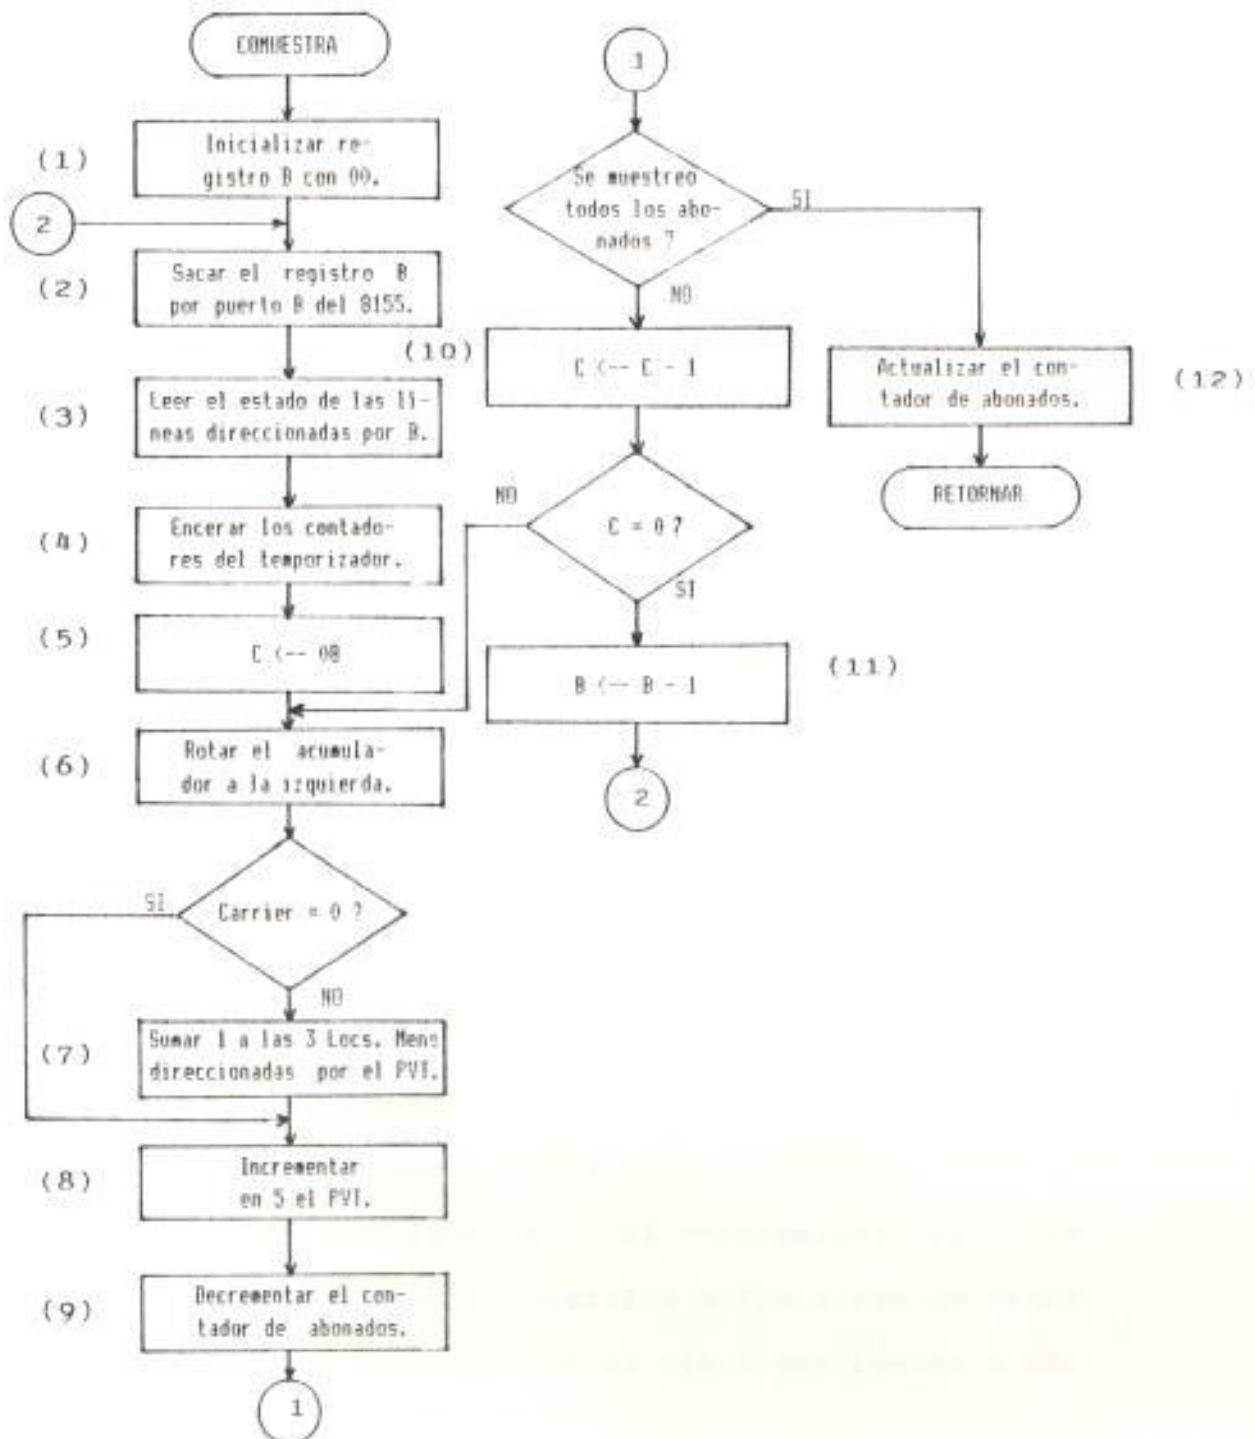 COMUESTRA
(1)
Inicializar re-
gistro B con 00.
2
(2)
Sacar el registro B
por puerto B del 8155.
(3)
Leer el estado de las lí-
neas direccionadas por B.
(4)
Encerar los contado-
res del temporizador.
(5)
C <-- 08
(6)
Rotar el acumula-
dor a la izquierda.
SI
Carrier = 0 ?
NO
(7)
Sumar 1 a las 3 Locs. Mem
direccionadas por el PVT.
(8)
Incrementar
en 5 el PVT.
(9)
Decrementar el con-
tador de abonados.
1
1
Se muestreo
todos los abo-
nados ?
SI
NO
(10)
C <-- C - 1
NO
C = 0 ?
SI
B <-- B - 1
(11)
2
Actualizar el con-
tador de abonados.
(12)
RETORNAR